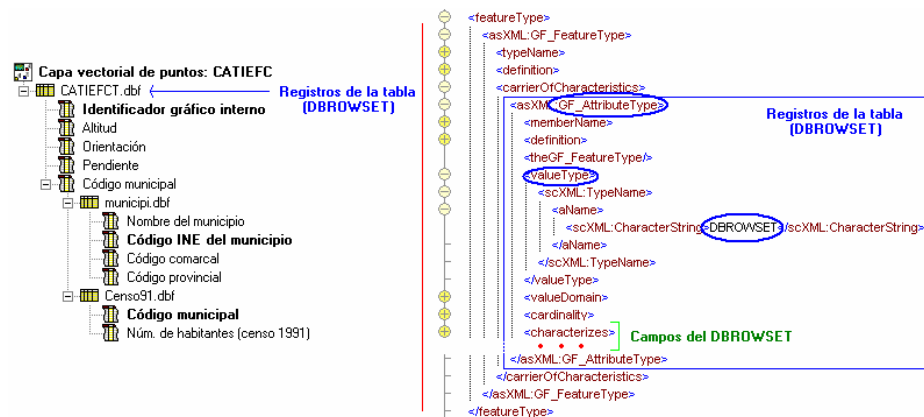 Capa vectorial de puntos: CATIEFC
CATIEFCT.dbf
Registros de la tabla
(DBROWSET)
Identificador gráfico interno
Altitud
Orientación
Pendiente
Código municipal
municipi.dbf
Nombre del municipio
Código INE del municipio
Código comarcal
Código provincial
Censo91.dbf
Código municipal
Núm. de habitantes (censo 1991)
<featureType>
<asXML:GF_FeatureType>
<typeName>
<definition>
<carrierOfCharacteristics>
<asXML:GF_AttributeType>
<memberName>
<definition>
<theGF_FeatureType/>
<valueType>
<scXML:TypeName>
<aName>
<scXML:CharacterString>DBROWSET</scXML:CharacterString>
</aName>
</scXML:TypeName>
</valueType>
<valueDomain>
<cardinality>
<characterizes>
</asXML:GF_AttributeType>
</carrierOfCharacteristics>
</asXML:GF_FeatureType>
</featureType>
Registros de la tabla
(DBROWSET)
Campos del DBROWSET